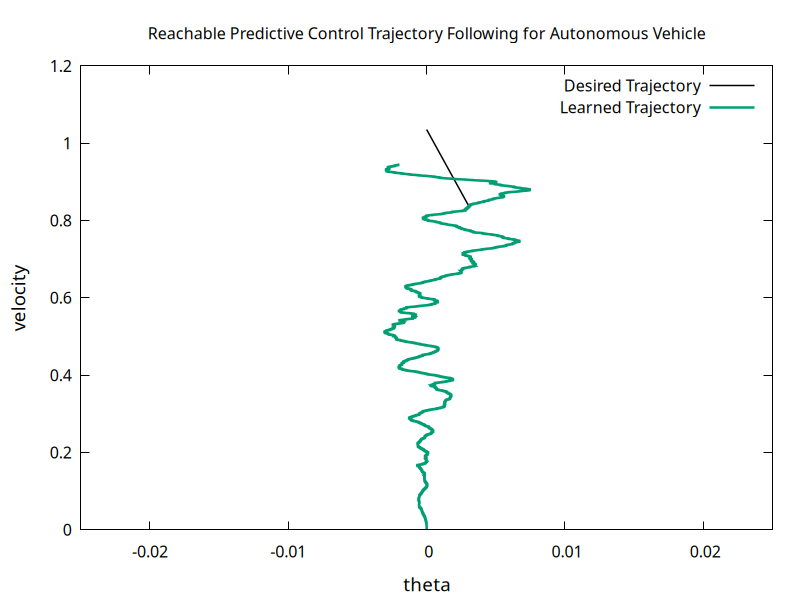 Reachable Predictive Control Trajectory Following for Autonomous Vehicle
Desired Trajectory
Learned Trajectory
velocity
1.2
1
0.8
0.6
0.4
0.2
0
-0.02 -0.01 0 0.01 0.02
theta